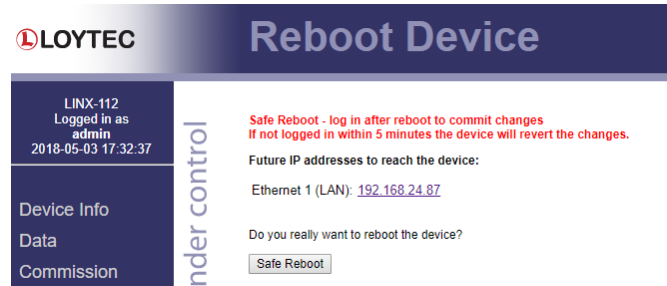 LOYTEC
Reboot Device
LINX-112
Logged in as
admin
2018-05-03 17:32:37
Device Info
Data
Commission
nder control
Safe Reboot - log in after reboot to commit changes
If not logged in within 5 minutes the device will revert the changes.
Future IP addresses to reach the device:
Ethernet 1 (LAN): 192.168.24.87
Do you really want to reboot the device?
Safe Reboot